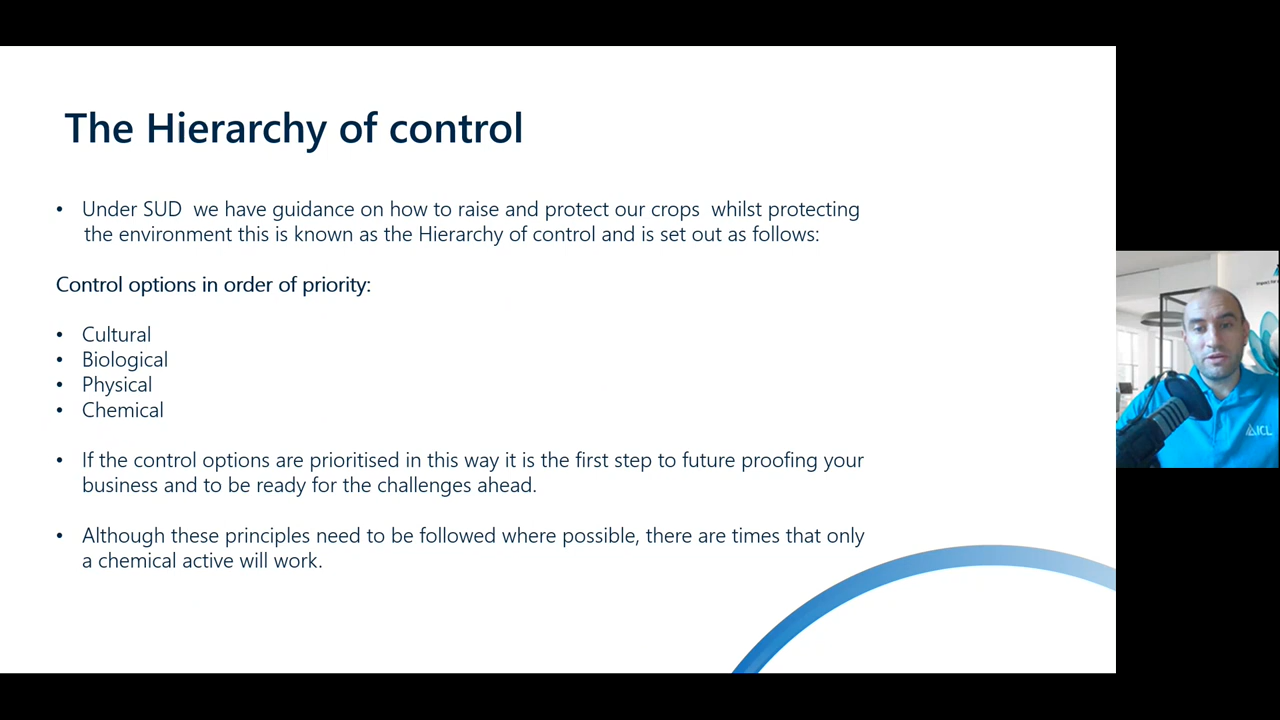 The Hierarchy of control
• Under SUD we have guidance on how to raise and protect our crops whilst protecting
the environment this is known as the Hierarchy of control and is set out as follows:
Control options in order of priority:
• Cultural
• Biological
• Physical
• Chemical
• If the control options are prioritised in this way it is the first step to future proofing your
business and to be ready for the challenges ahead.
• Although these principles need to be followed where possible, there are times that only
a chemical active will work.
ICL